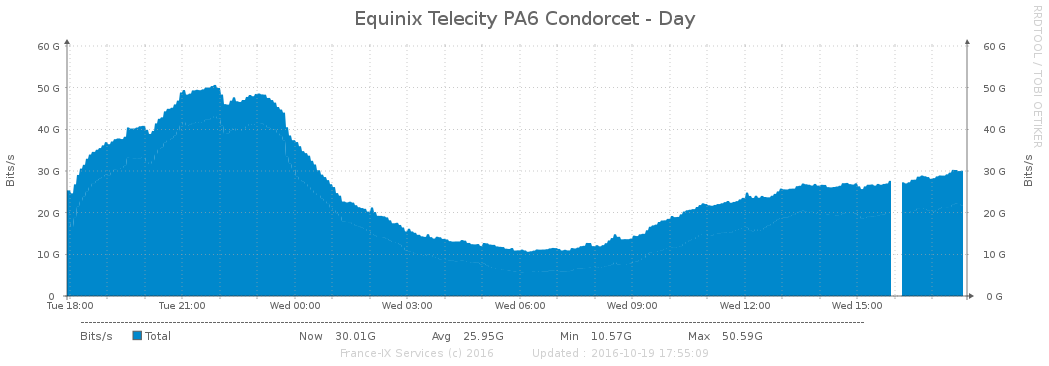 Equinix Telecity PA6 Condorcet - Day
RRDTOOL / TOBI OETIKER
Bits/s
60 G
50 G
40 G
30 G
20 G
10 G
0
60 G
50 G
40 G
30 G
20 G
10 G
0 G
Bits/s
Tue 18:00 Tue 21:00 Wed 00:00 Wed 03:00 Wed 06:00 Wed 09:00 Wed 12:00 Wed 15:00
Bits/s Total Now 30.01G Avg 25.95G Min 10.57G Max 50.59G
France-IX Services (c) 2016 Updated : 2016-10-19 17:55:09